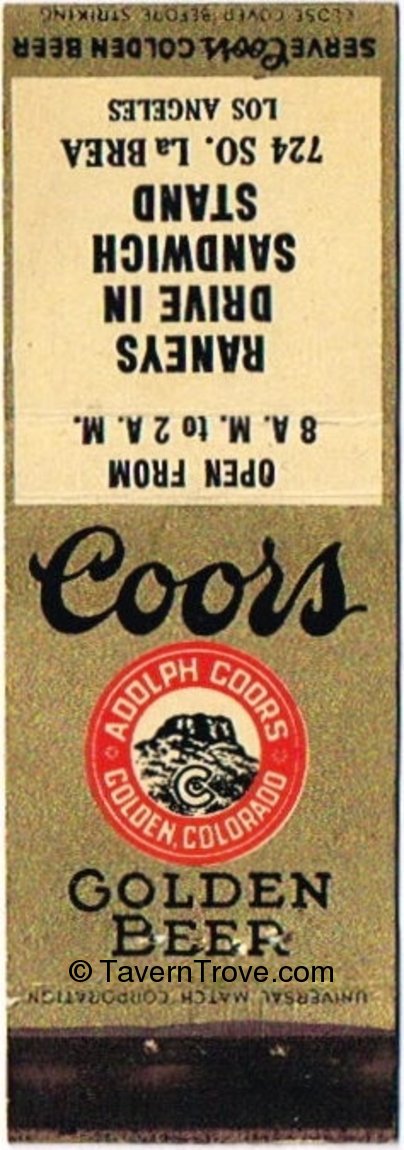 CLOSE COVER BEFORE STRIKING
SERVE Coors GOLDEN BEER
OPEN FROM
8 A. M. to 2 A. M.
RANEYS
DRIVE IN
SANDWICH
STAND
724 SO. La BREA
LOS ANGELES
Coors
ADOLPH COORS
GOLDEN, COLORADO
C
GOLDEN
BEER
© TavernTrove.com
UNIVERSAL MATCH CORPORATION